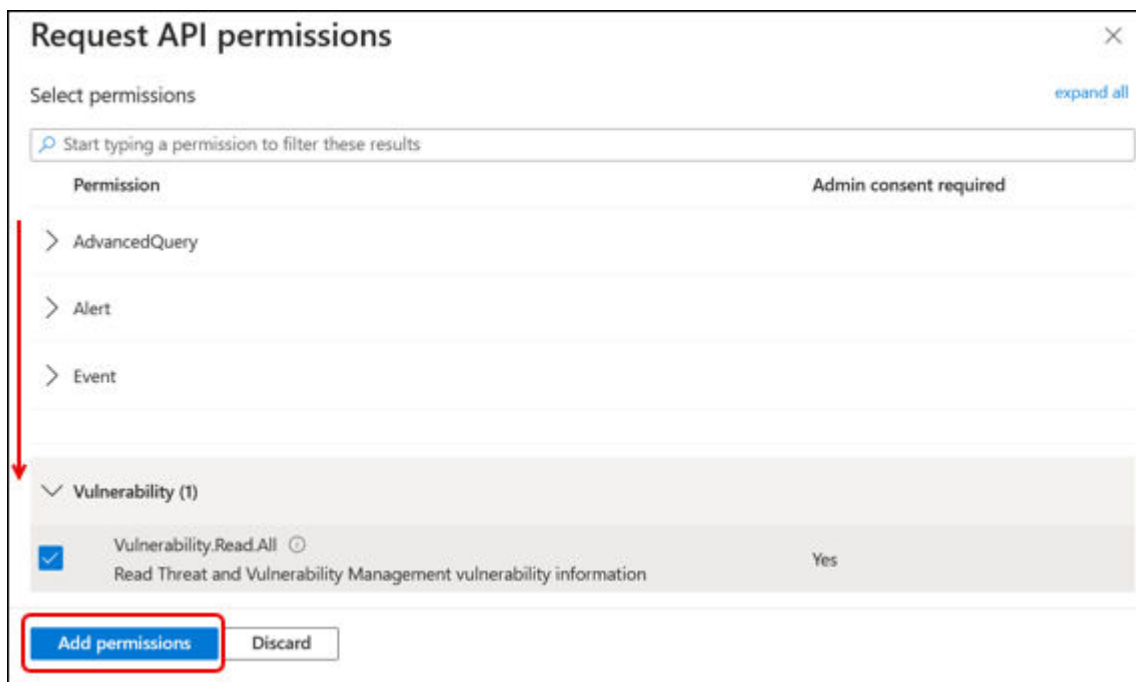 Request API permissions
Select permissions
expand all
Start typing a permission to filter these results
Permission
Admin consent required
AdvancedQuery
Alert
Event
Vulnerability (1)
Vulnerability.Read.All
Read Threat and Vulnerability Management vulnerability information
Yes
Add permissions
Discard